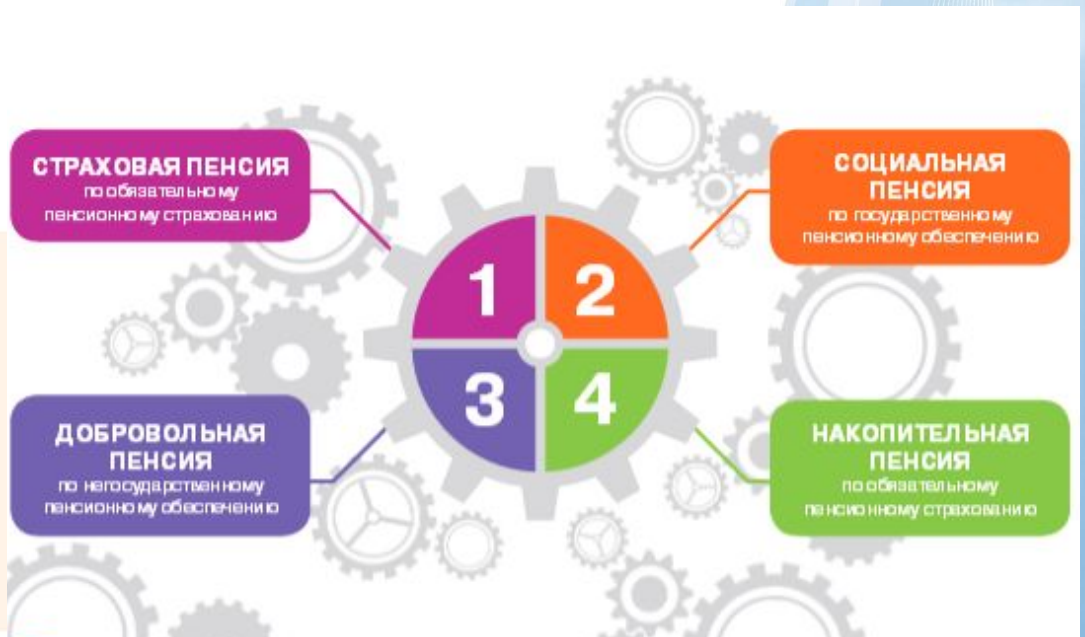 СТРАХОВАЯ ПЕНСИЯ
по обязательному
пенсионному страхованию
СОЦИАЛЬНАЯ
ПЕНСИЯ
по государственному
пенсионному обеспечению
1
2
3
4
ДОБРОВОЛЬНАЯ
ПЕНСИЯ
по негосударственному
пенсионному обеспечению
НАКОПИТЕЛЬНАЯ
ПЕНСИЯ
по обязательному
пенсионному страхованию